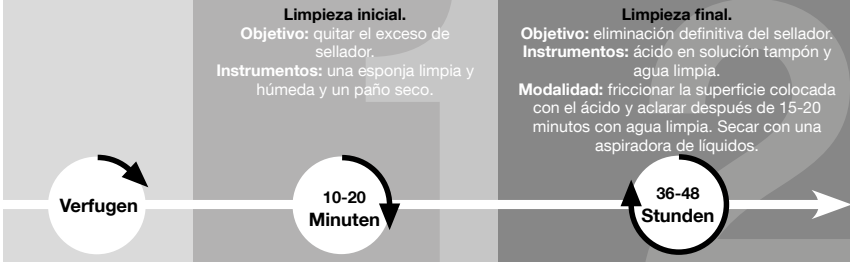 Limpieza inicial.
Objetivo: quitar el exceso de
sellador.
Instrumentos: una esponja limpia y
húmeda y un paño seco.
Limpieza final.
Objetivo: eliminación definitiva del sellador.
Instrumentos: ácido en solución tampón y
agua limpia.
Modalidad: friccionar la superficie colocada
con el ácido y aclarar después de 15-20
minutos con agua limpia. Secar con una
aspiradora de líquidos.
Verfugen
10-20
Minuten
36-48
Stunden
1
2